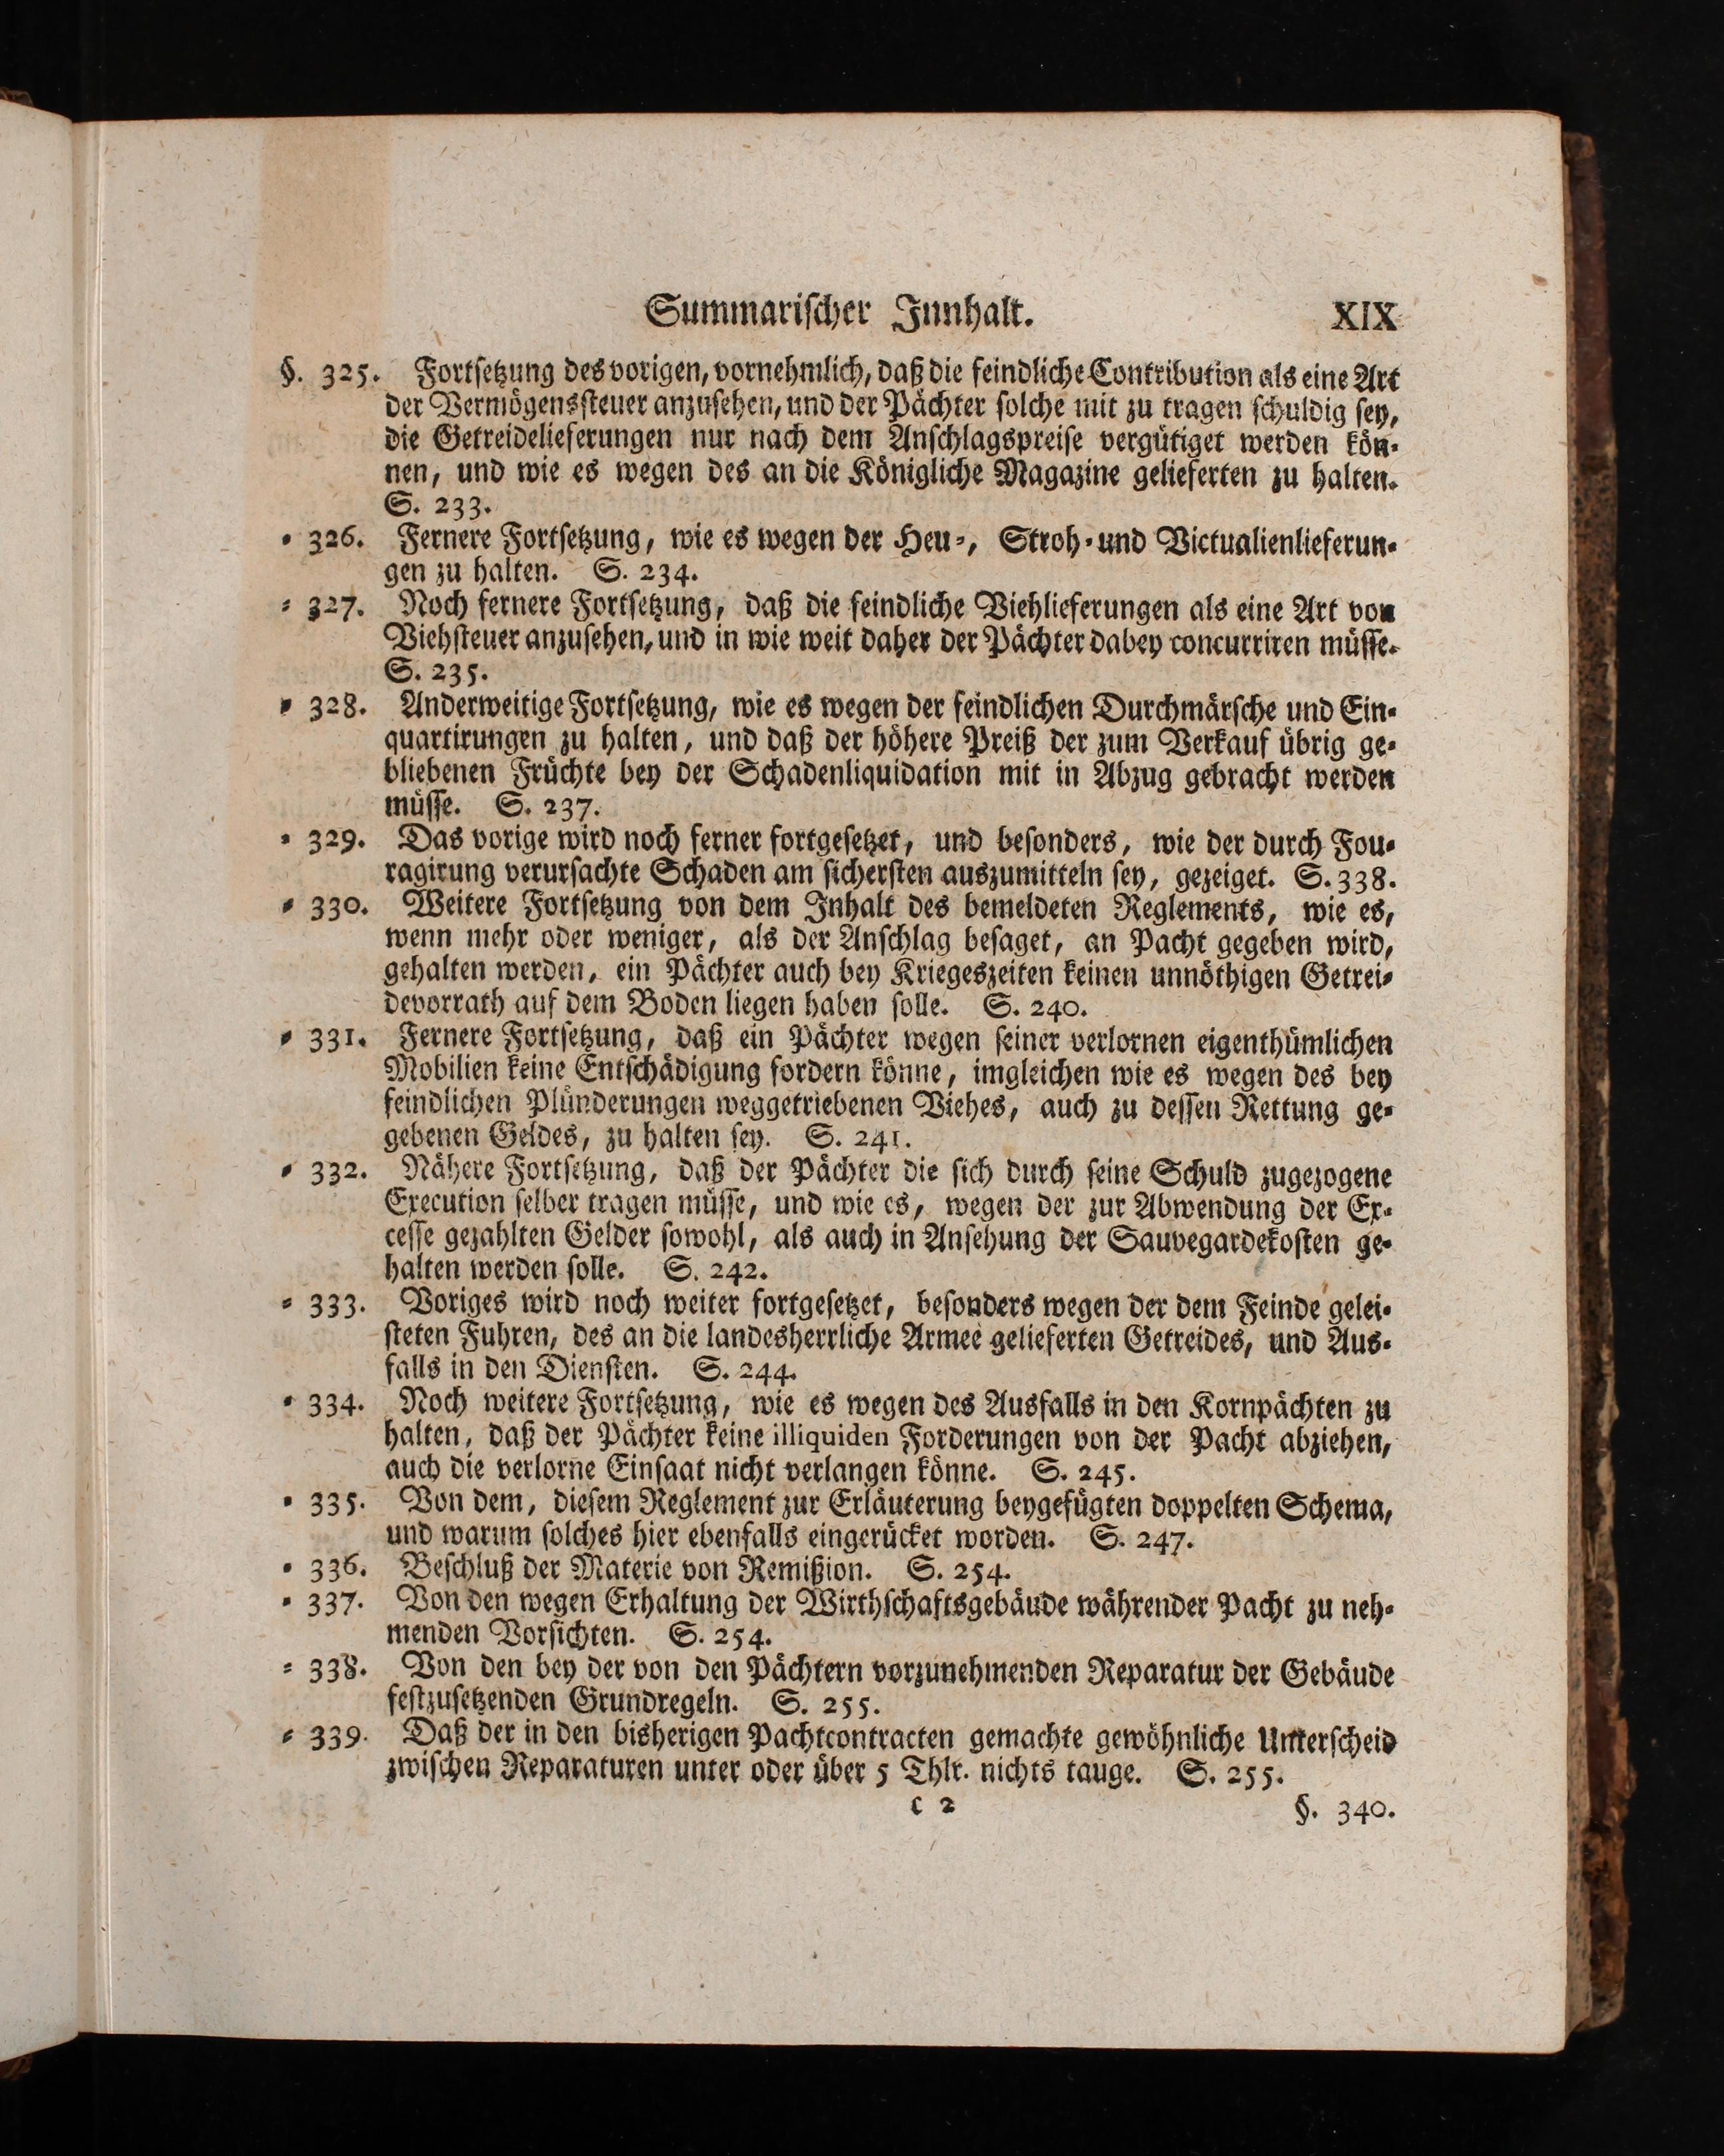 Summarischer Innhalt. XIX
§. 325. Fortsetzung des vorigen, vornehmlich, daß die feindliche Contribution als eine Art
der Vermögenssteuer anzusehen, und der Pächter solche mit zu tragen schuldig sey,
die Getreidelieferungen nur nach dem Anschlagspreise vergütiget werden kön-
nen, und wie es wegen des an die Königliche Magazine gelieferten zu halten.
S. 233.
- 326. Fernere Fortsetzung, wie es wegen der Heu-, Stroh- und Victualienlieferun-
gen zu halten. S. 234.
- 327. Noch fernere Fortsetzung, daß die feindliche Viehlieferungen als eine Art von
Viehsteuer anzusehen, und in wie weit daher der Pächter dabey concurriren müsse.
S. 235.
- 328. Anderweitige Fortsetzung, wie es wegen der feindlichen Durchmärsche und Ein-
quartirungen zu halten, und daß der höhere Preiß der zum Verkauf übrig ge-
bliebenen Früchte bey der Schadenliquidation mit in Abzug gebracht werden
müsse. S. 237.
- 329. Das vorige wird noch ferner fortgesetzet, und besonders, wie der durch Fou-
ragirung verursachte Schaden am sichersten auszumitteln sey, gezeiget. S. 338.
- 330. Weitere Fortsetzung von dem Inhalt des bemeldeten Reglements, wie es,
wenn mehr oder weniger, als der Anschlag besaget, an Pacht gegeben wird,
gehalten werden, ein Pächter auch bey Kriegeszeiten keinen unnöthigen Getrei-
devorrath auf dem Boden liegen haben solle. S. 240.
- 331. Fernere Fortsetzung, daß ein Pächter wegen seiner verlornen eigenthümlichen
Mobilien keine Entschädigung fordern könne, imgleichen wie es wegen des bey
feindlichen Plünderungen weggetriebenen Viehes, auch zu dessen Rettung ge-
gebenen Geldes, zu halten sey. S. 241.
- 332. Nähere Fortsetzung, daß der Pächter die sich durch seine Schuld zugezogene
Execution selber tragen müsse, und wie es, wegen der zur Abwendung der Ex-
cesse gezahlten Gelder sowohl, als auch in Ansehung der Sauvegardekosten ge-
halten werden solle. S. 242.
- 333. Voriges wird noch weiter fortgesetzet, besonders wegen der dem Feinde gelei-
steten Fuhren, des an die landesherrliche Armee gelieferten Getreides, und Aus-
falls in den Diensten. S. 244.
- 334. Noch weitere Fortsetzung, wie es wegen des Ausfalls in den Kornpächten zu
halten, daß der Pächter keine illiquiden Forderungen von der Pacht abziehen,
auch die verlorne Einsaat nicht verlangen könne. S. 245.
- 335. Von dem, diesem Reglement zur Erläuterung beygefügten doppelten Schema,
und warum solches hier ebenfalls eingerücket worden. S. 247.
- 336. Beschluß der Materie von Remißion. S. 254.
- 337. Von den wegen Erhaltung der Wirthschaftsgebäude währender Pacht zu neh-
menden Vorsichten. S. 254.
- 338. Von den bey der von den Pächtern vorzunehmenden Reparatur der Gebäude
festzusetzenden Grundregeln. S. 255.
- 339. Daß der in den bisherigen Pachtcontracten gemachte gewöhnliche Unterscheid
zwischen Reparaturen unter oder über 5 Thlr. nichts tauge. S. 255.
c 2 §. 340.